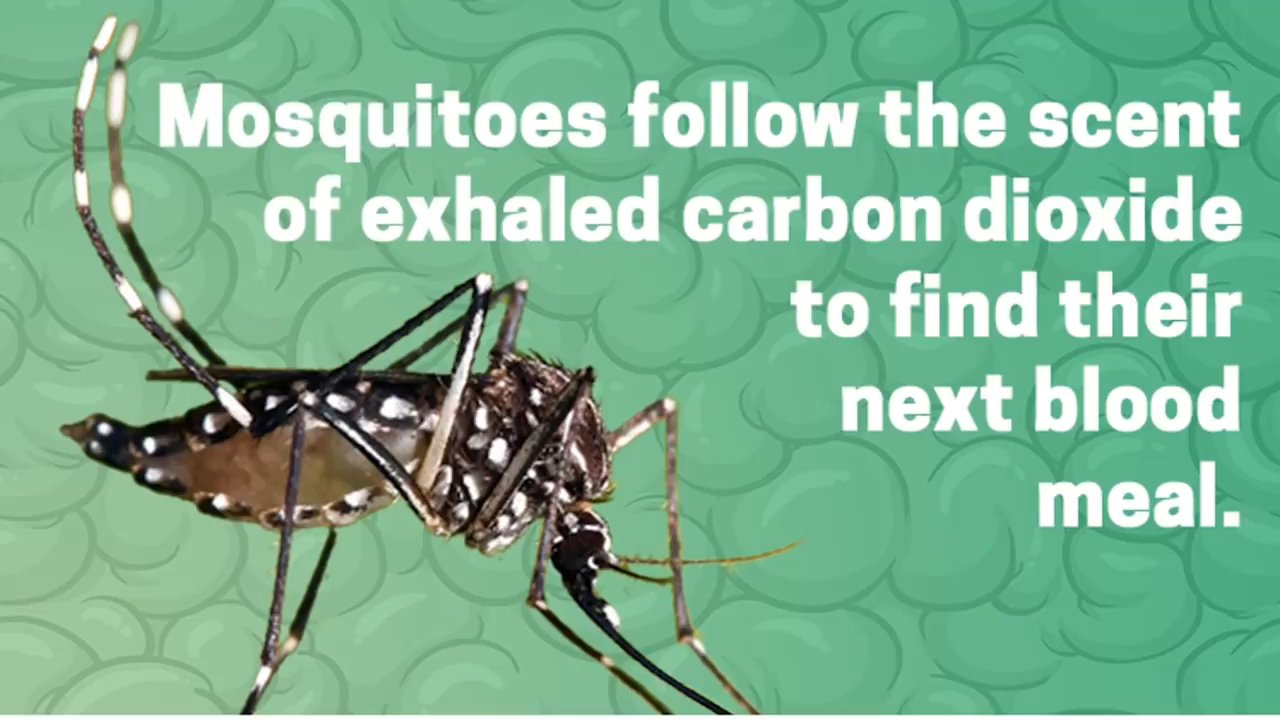 Mosquitoes follow the scent
of exhaled carbon dioxide
to find their
next blood
meal.